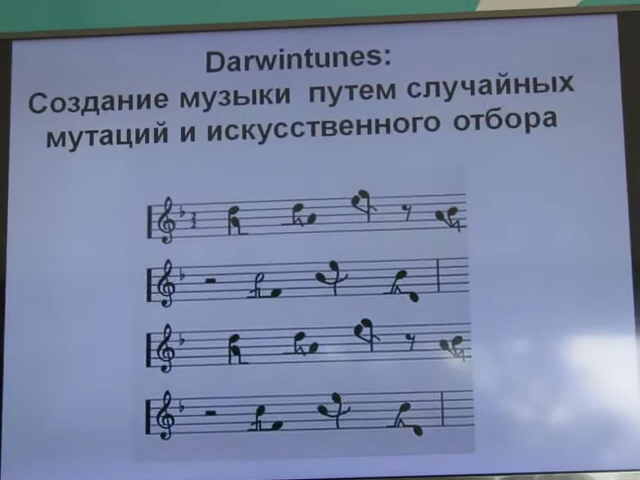 Darwintunes:
Создание музыки путем случайных
мутаций и искусственного отбора